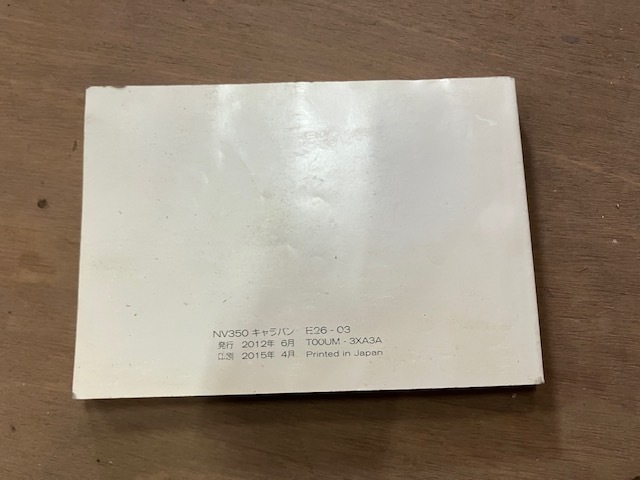 NV350 キャラバン E26-03
発行 2012年 6月 T00UM-3XA3A
印刷 2015年 4月 Printed in Japan